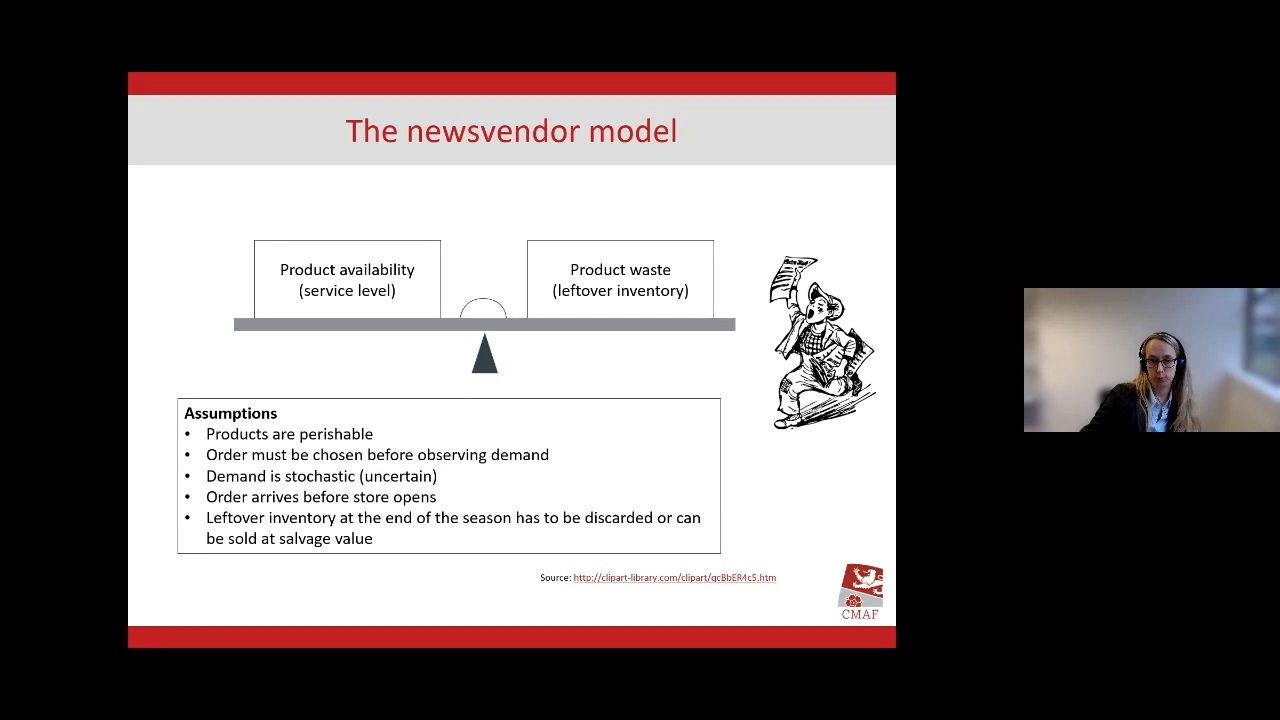 The newsvendor model
Product availability
(service level)
Product waste
(leftover inventory)
Assumptions
• Products are perishable
• Order must be chosen before observing demand
• Demand is stochastic (uncertain)
• Order arrives before store opens
• Leftover inventory at the end of the season has to be discarded or can
be sold at salvage value
Source: http://clipart-library.com/clipart/qcBbER4c5.htm
CMAF